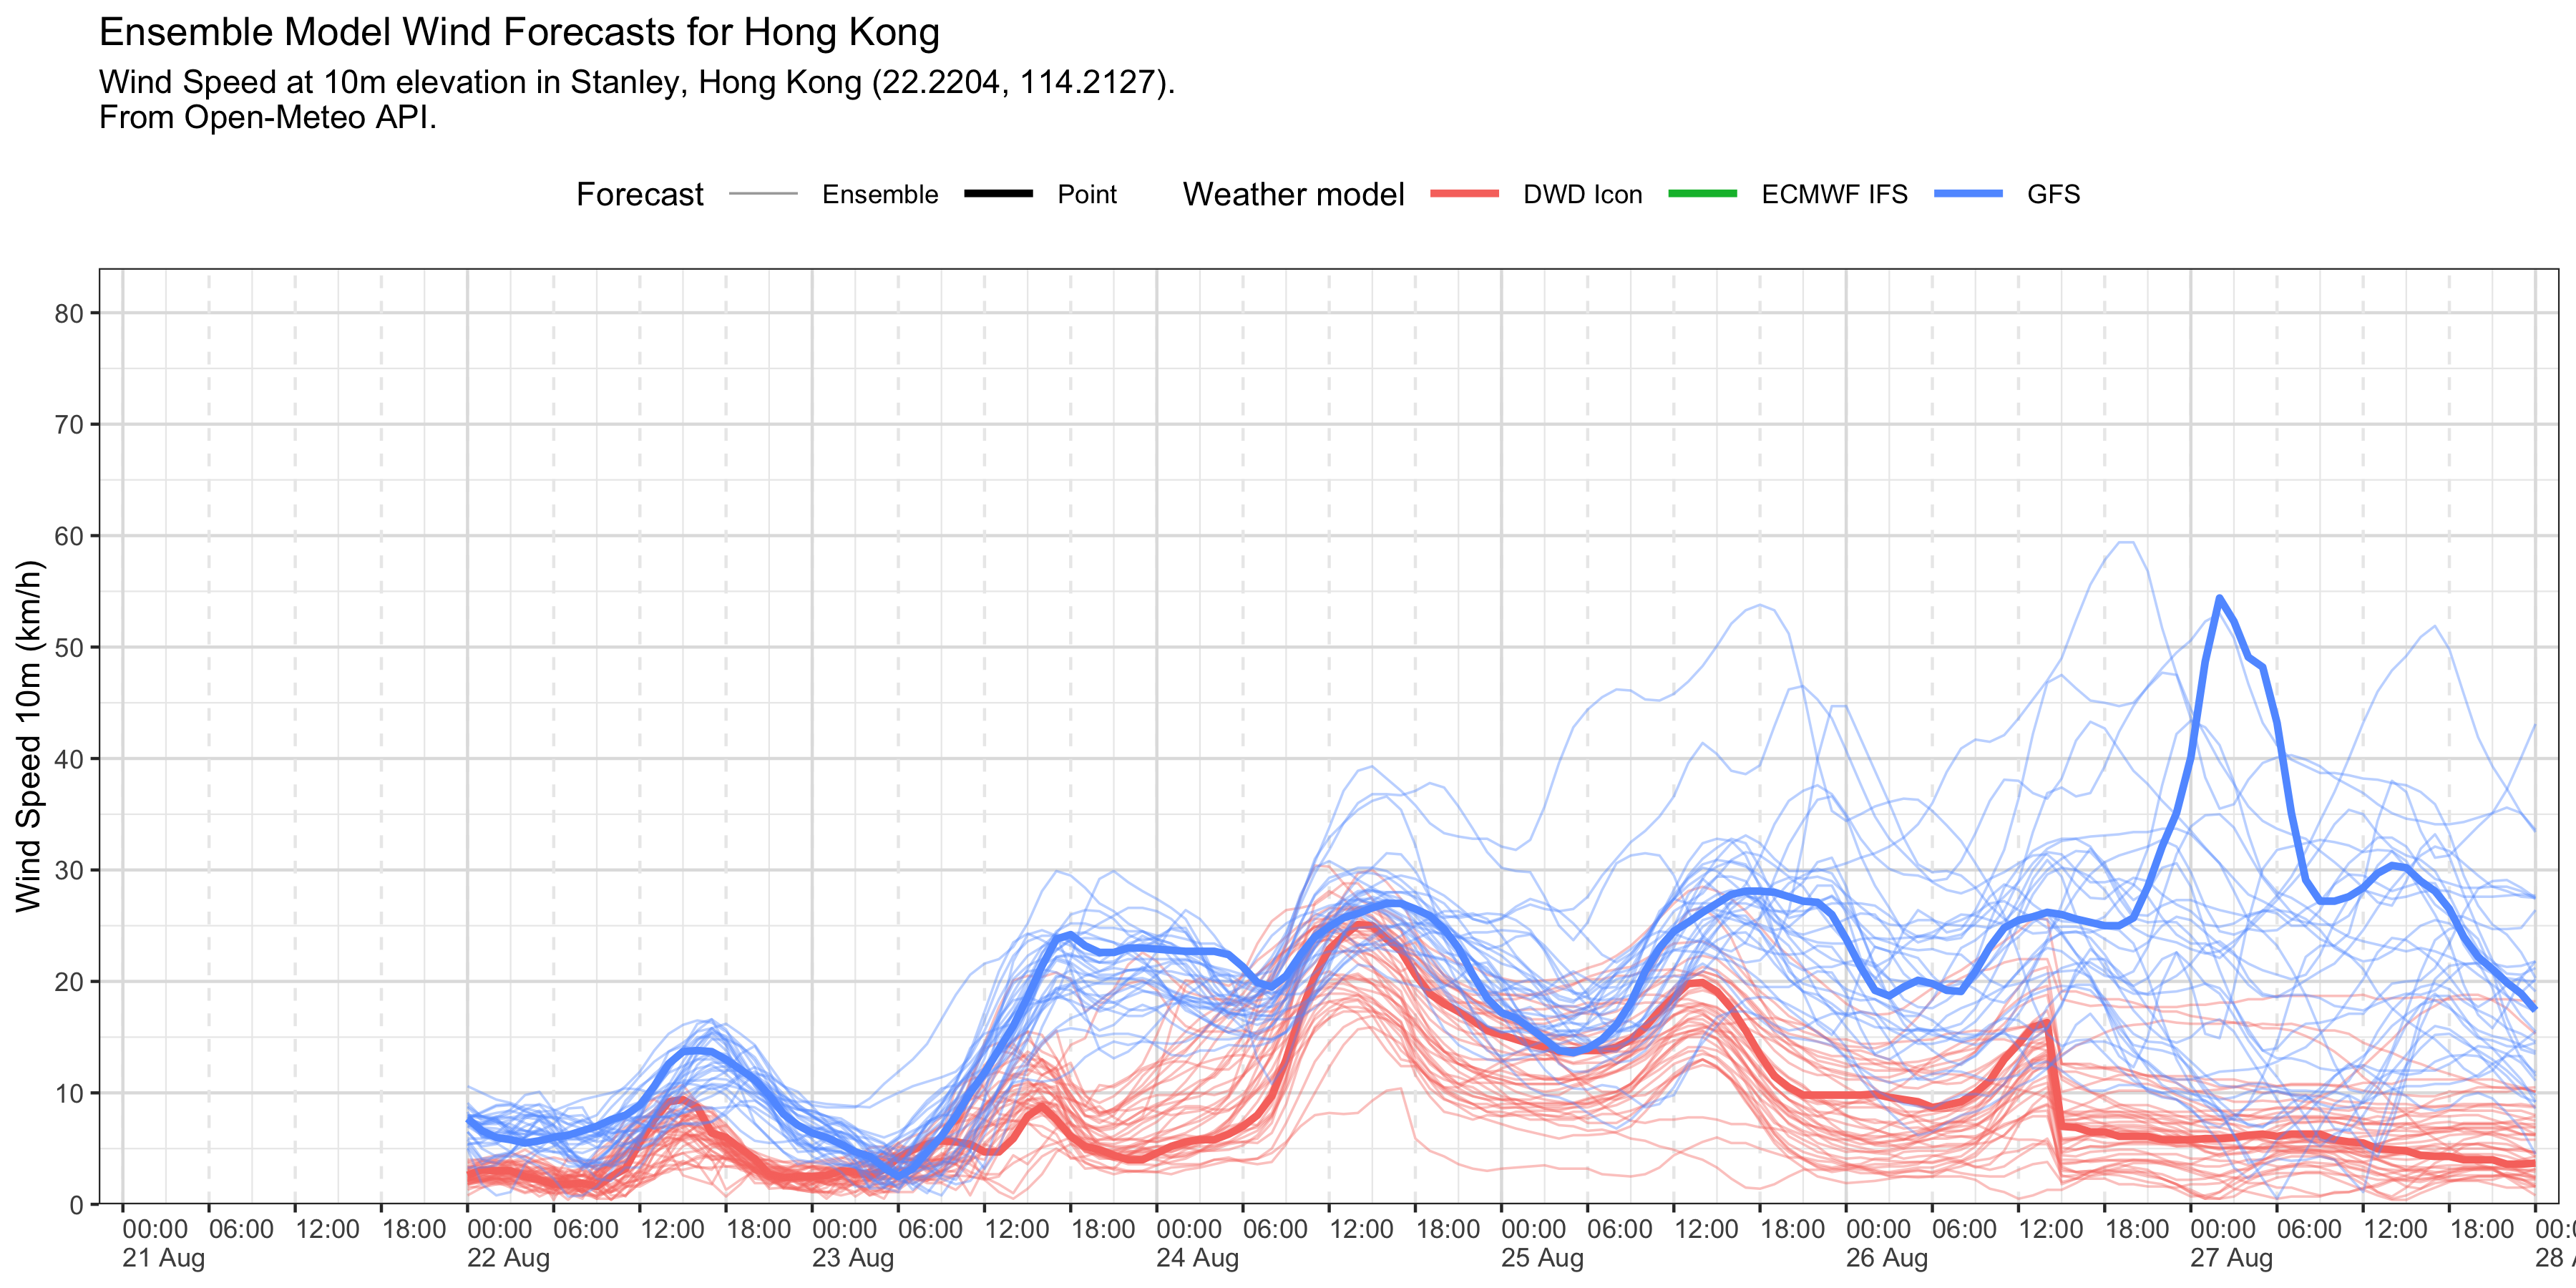 Ensemble Model Wind Forecasts for Hong Kong
Wind Speed at 10m elevation in Stanley, Hong Kong (22.2204, 114.2127).
From Open-Meteo API.
Forecast Ensemble Point Weather model DWD Icon ECMWF IFS GFS
Wind Speed 10m (km/h)
80
70
60
50
40
30
20
10
0
00:00 06:00 12:00 18:00 00:00 06:00 12:00 18:00 00:00 06:00 12:00 18:00 00:00 06:00 12:00 18:00 00:00 06:00 12:00 18:00 00:00 06:00 12:00 18:00 00:00 06:00 12:00 18:00 00:0
21 Aug 22 Aug 23 Aug 24 Aug 25 Aug 26 Aug 27 Aug 28 A